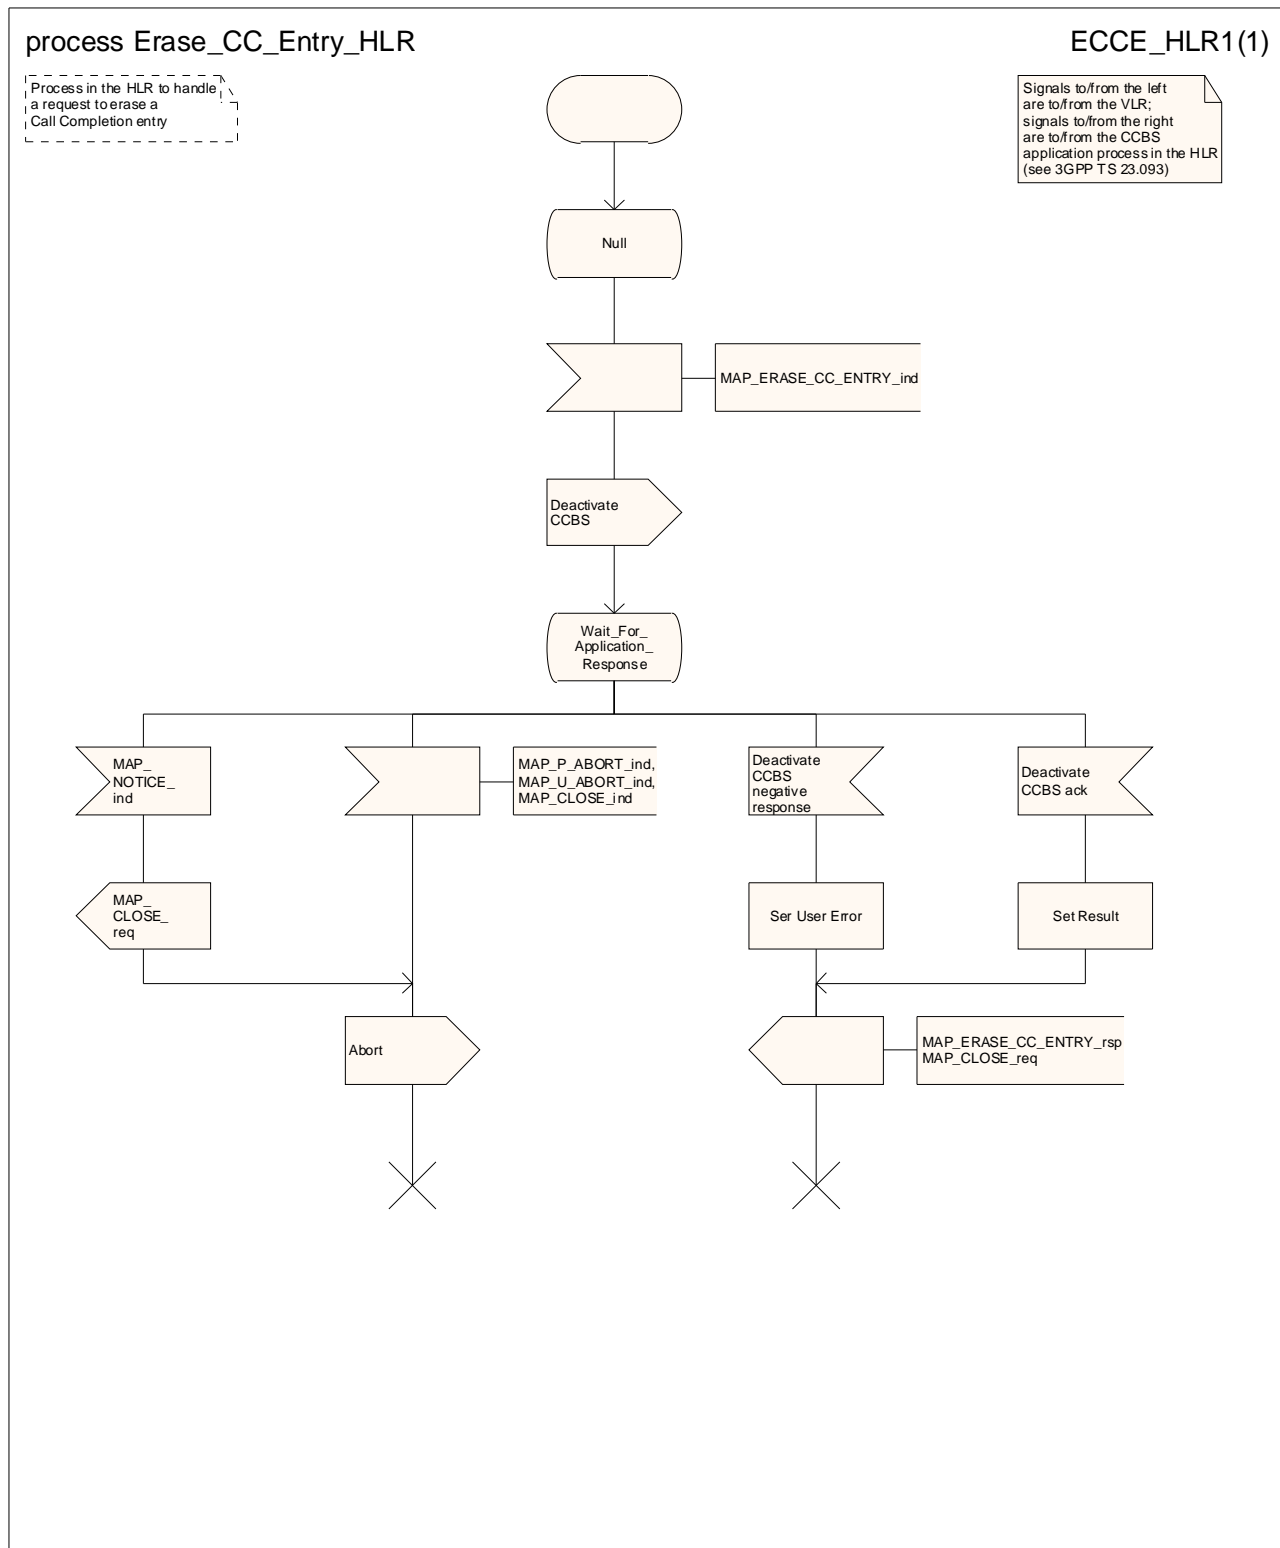 process Erase_CC_Entry_HLR
ECCE_HLR1(1)
Process in the HLR to handle
a request to erase a
Call Completion entry
Signals to/from the left
are to/from the VLR;
signals to/from the right
are to/from the CCBS
application process in the HLR
(see 3GPP TS 23.093)
Null
MAP_ERASE_CC_ENTRY_ind
Deactivate
CCBS
Wait_For_
Application_
Response
MAP_
NOTICE_
ind
MAP_P_ABORT_ind,
MAP_U_ABORT_ind,
MAP_CLOSE_ind
Deactivate
CCBS
negative
response
Deactivate
CCBS ack
MAP_
CLOSE_
req
Ser User Error
Set Result
Abort
MAP_ERASE_CC_ENTRY_rsp
MAP_CLOSE_req